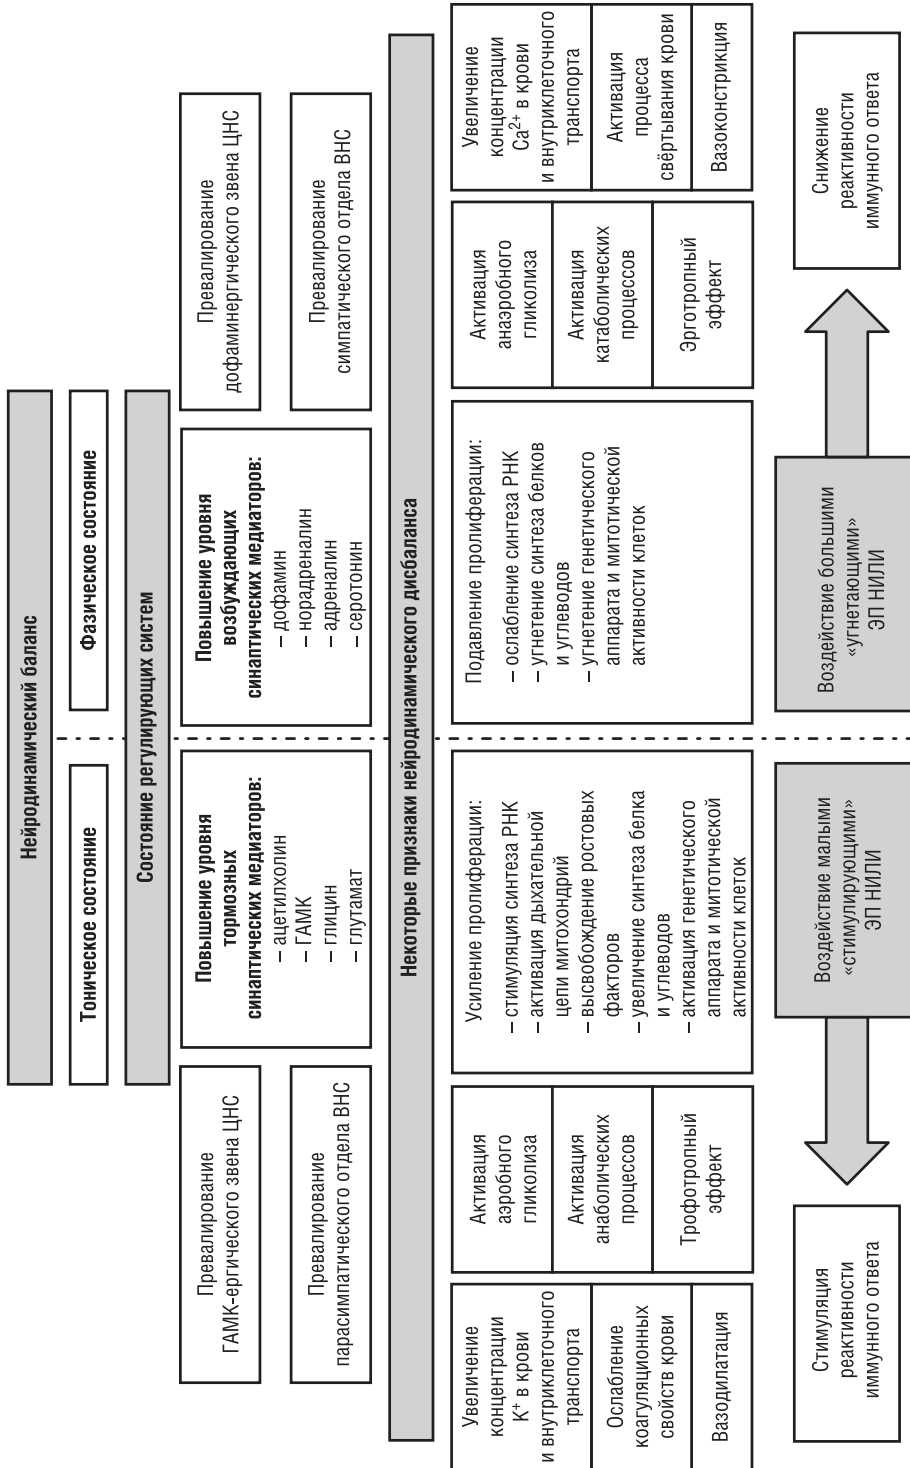 Нейродинамический баланс
Тоническое состояние
Фазическое состояние
Состояние регулирующих систем
Превалирование
ГАМК-ергического звена ЦНС
Превалирование
парасимпатического отдела ВНС
Повышение уровня
тормозных
синаптических медиаторов:
– ацетилхолин
– ГАМК
– глицин
– глутамат
Повышение уровня
возбуждающих
синаптических медиаторов:
– дофамин
– норадреналин
– адреналин
– серотонин
Превалирование
дофаминергического звена ЦНС
Превалирование
симпатического отдела ВНС
Некоторые признаки нейродинамического дисбаланса
Увеличение
концентрации
K⁺ в крови
и внутриклеточного
транспорта
Ослабление
коагуляционных
свойств крови
Вазодилатация
Активация
аэробного
гликолиза
Активация
анаболических
процессов
Трофотропный
эффект
Усиление пролиферации:
– стимуляция синтеза РНК
– активация дыхательной
цепи митохондрий
– высвобождение ростовых
факторов
– увеличение синтеза белка
и углеводов
– активация генетического
аппарата и митотической
активности клеток
Подавление пролиферации:
– ослабление синтеза РНК
– угнетение синтеза белков
и углеводов
– угнетение генетического
аппарата и митотической
активности клеток
Активация
анаэробного
гликолиза
Активация
катаболических
процессов
Эрготропный
эффект
Увеличение
концентрации
Ca²⁺ в крови
и внутриклеточного
транспорта
Активация
процесса
свёртывания крови
Вазоконстрикция
Стимуляция
реактивности
иммунного ответа
Воздействие малыми
«стимулирующими»
ЭП НИЛИ
Воздействие большими
«угнетающими»
ЭП НИЛИ
Снижение
реактивности
иммунного ответа